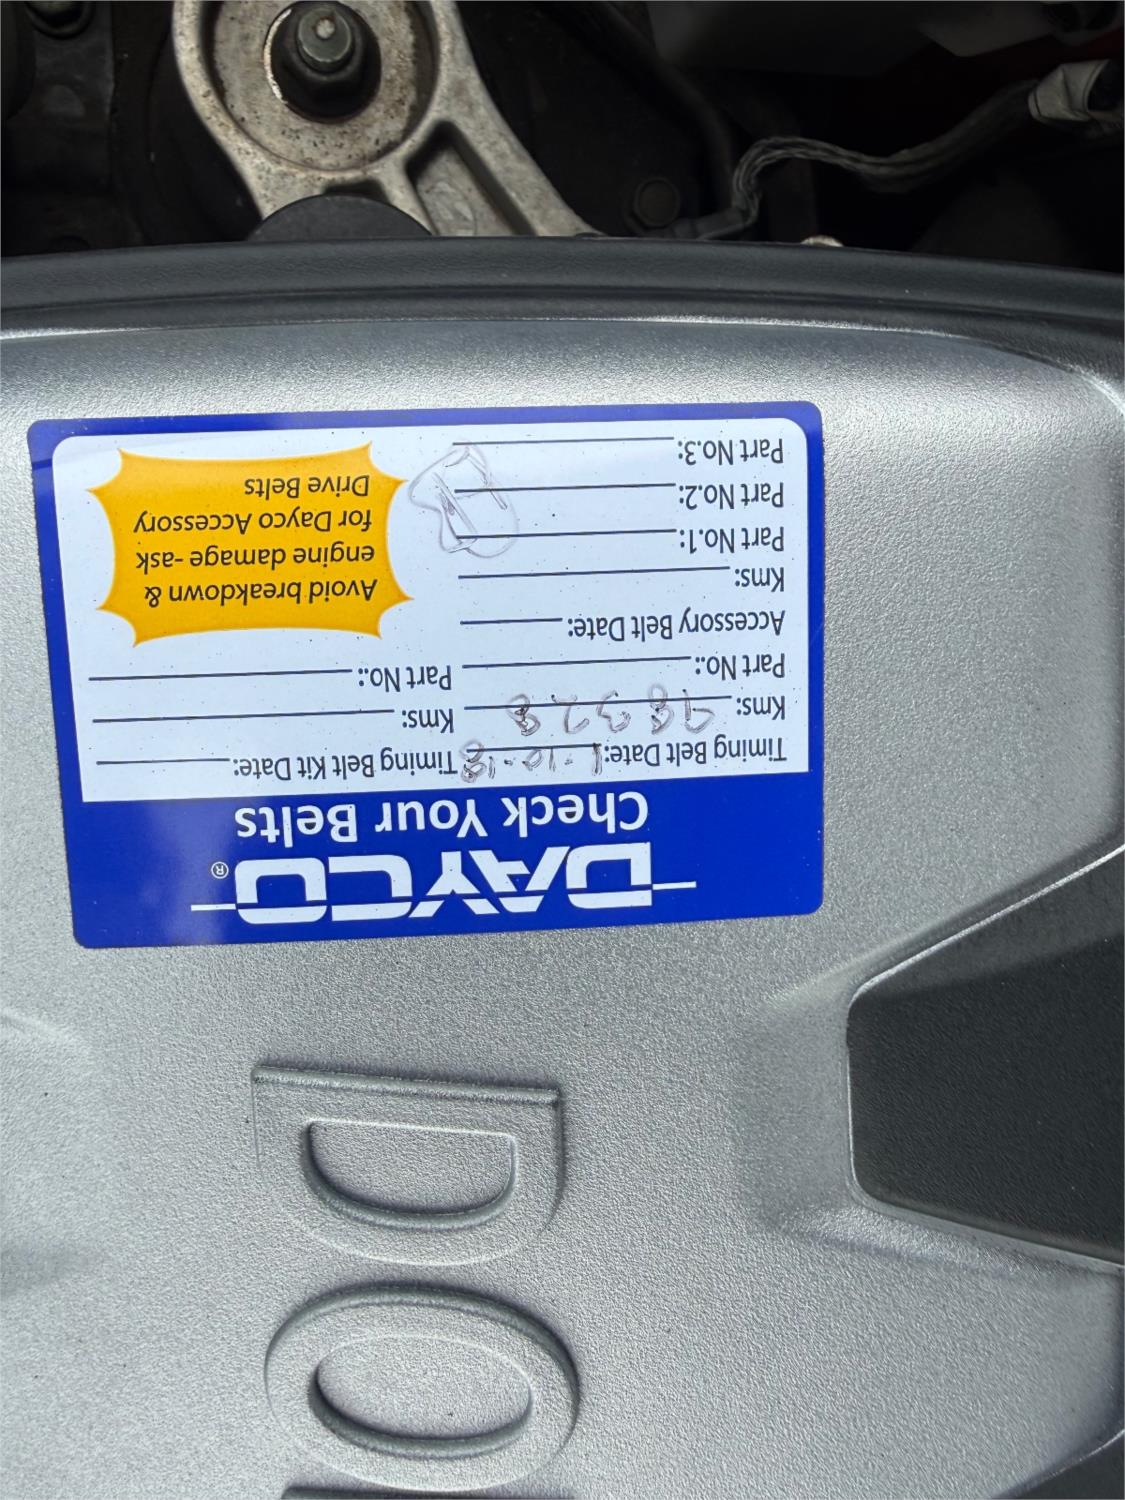 DAYCO®
Check Your Belts
Timing Belt Date: 1-10-18 Timing Belt Kit Date:
Kms: 98328 Kms:
Part No.: Part No.:
Accessory Belt Date:
Kms:
Part No.1:
Part No.2:
Part No.3:
Avoid breakdown &
engine damage -ask
for Dayco Accessory
Drive Belts
DO